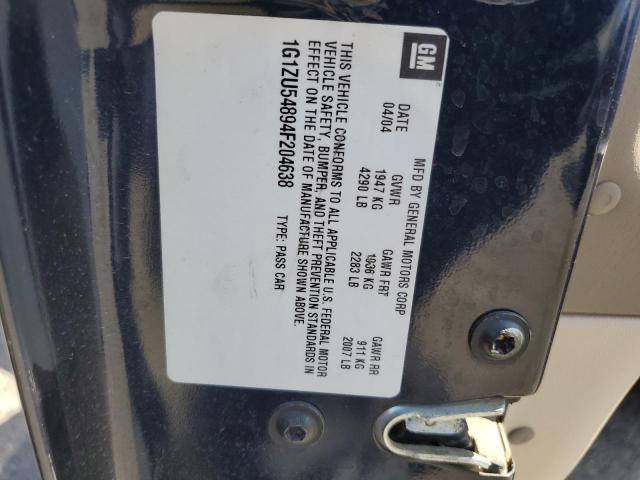 GM
MFD BY GENERAL MOTORS CORP
DATE GVWR GAWR FRT GAWR RR
04/04 1947 KG 1036 KG 911 KG
4290 LB 2283 LB 2007 LB
THIS VEHICLE CONFORMS TO ALL APPLICABLE U.S. FEDERAL MOTOR
VEHICLE SAFETY, BUMPER, AND THEFT PREVENTION STANDARDS IN
EFFECT ON THE DATE OF MANUFACTURE SHOWN ABOVE.
1G1ZU54894F204638 TYPE: PASS CAR